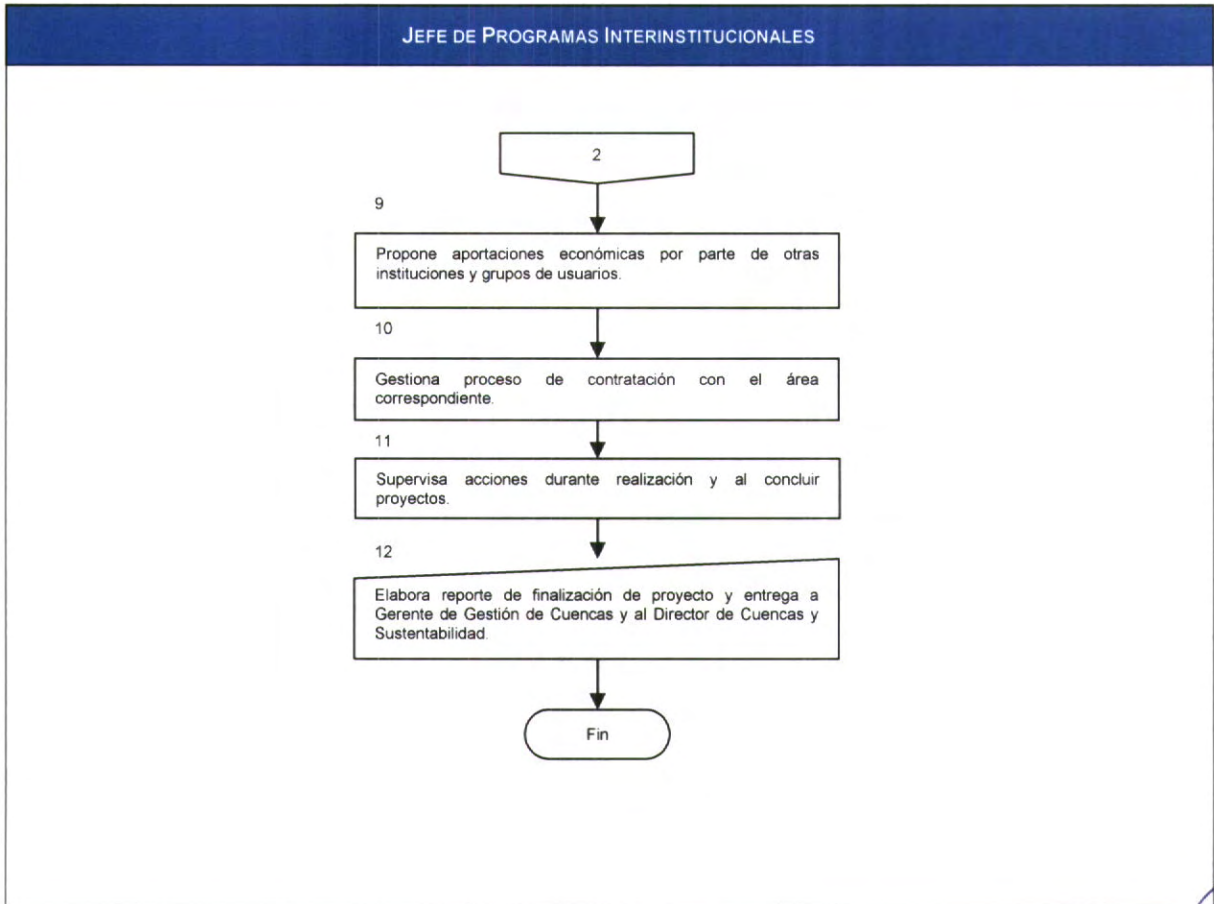 JEFE DE PROGRAMAS INTERINSTITUCIONALES
2
9
Propone aportaciones económicas por parte de otras
instituciones y grupos de usuarios.
10
Gestiona proceso de contratación con el área
correspondiente.
11
Supervisa acciones durante realización y al concluir
proyectos.
12
Elabora reporte de finalización de proyecto y entrega a
Gerente de Gestión de Cuencas y al Director de Cuencas y
Sustentabilidad.
Fin